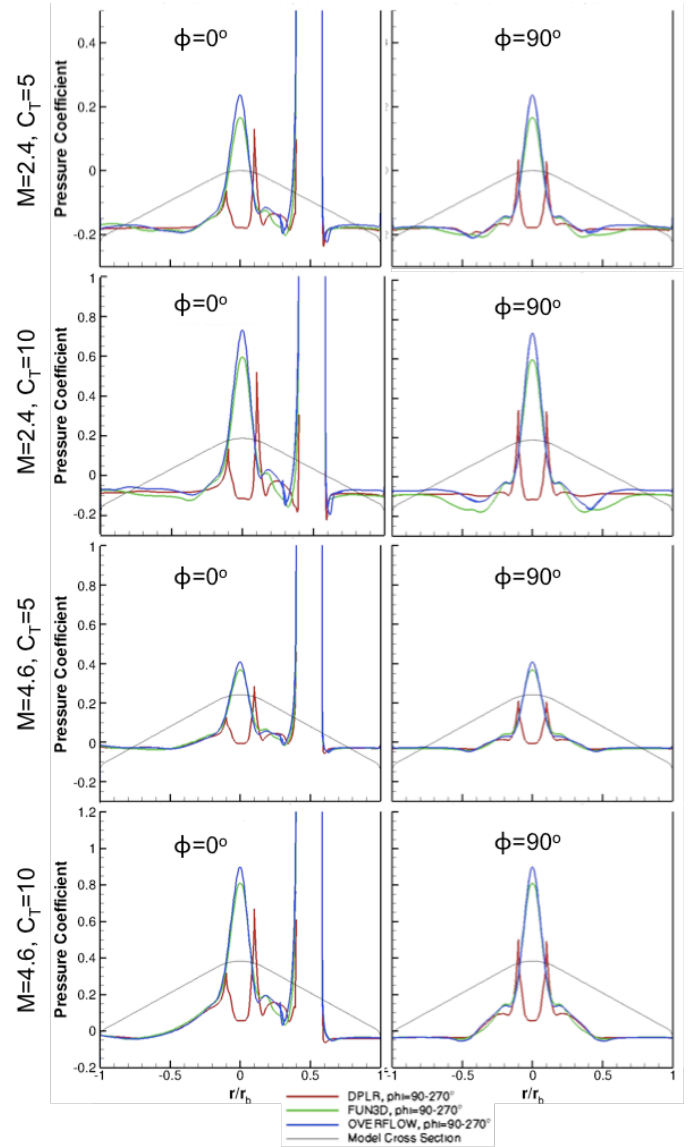 M=2.4, C_T=5
Pressure Coefficient
0.4
0.2
0
-0.2
ϕ=0°
ϕ=90°
M=2.4, C_T=10
Pressure Coefficient
1
0.8
0.6
0.4
0.2
0
-0.2
ϕ=0°
ϕ=90°
M=4.6, C_T=5
Pressure Coefficient
1
0.8
0.6
0.4
0.2
0
-0.2
ϕ=0°
ϕ=90°
M=4.6, C_T=10
Pressure Coefficient
1.2
1
0.8
0.6
0.4
0.2
0
-0.2
ϕ=0°
ϕ=90°
-1 -0.5 0 0.5 1 -0.5 0 0.5 1
r/r_b r/r_b
DPLR, phi=90-270°
FUN3D, phi=90-270°
OVERFLOW, phi=90-270°
Model Cross Section